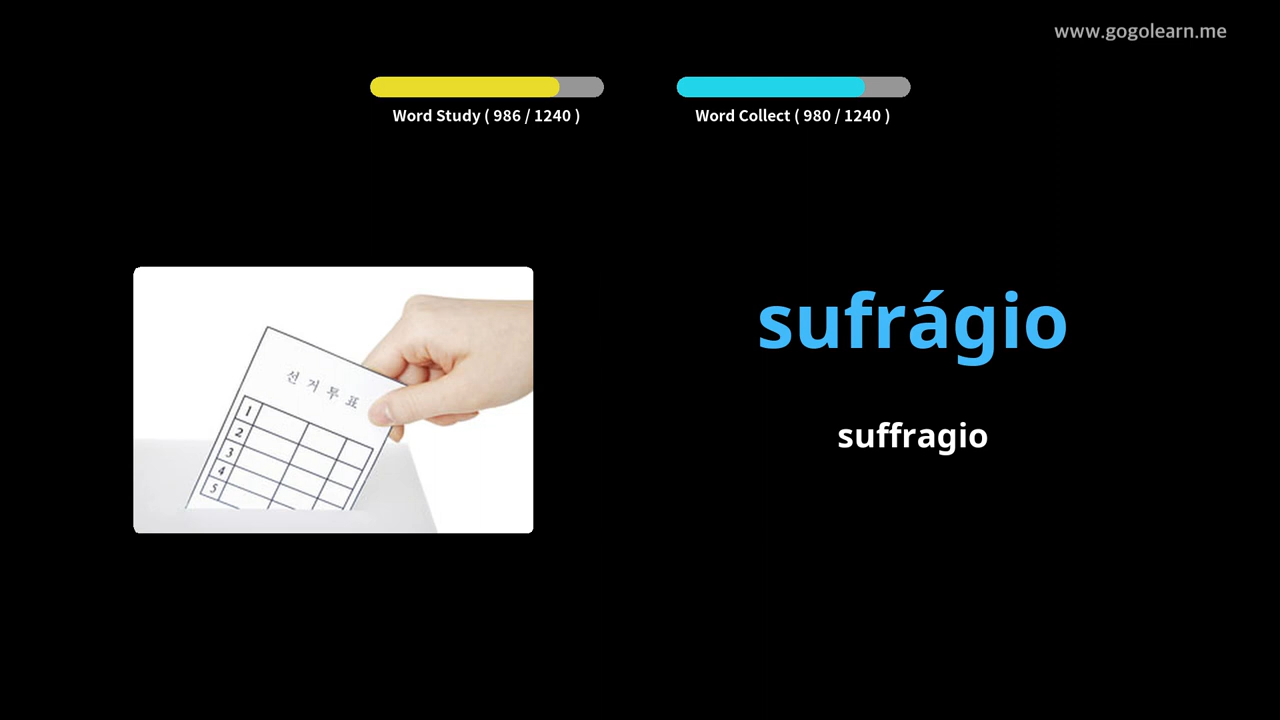 www.gogolearn.me
Word Study ( 986 / 1240 )
Word Collect ( 980 / 1240 )
선거투표
1
2
3
4
5
sufrágio
suffragio